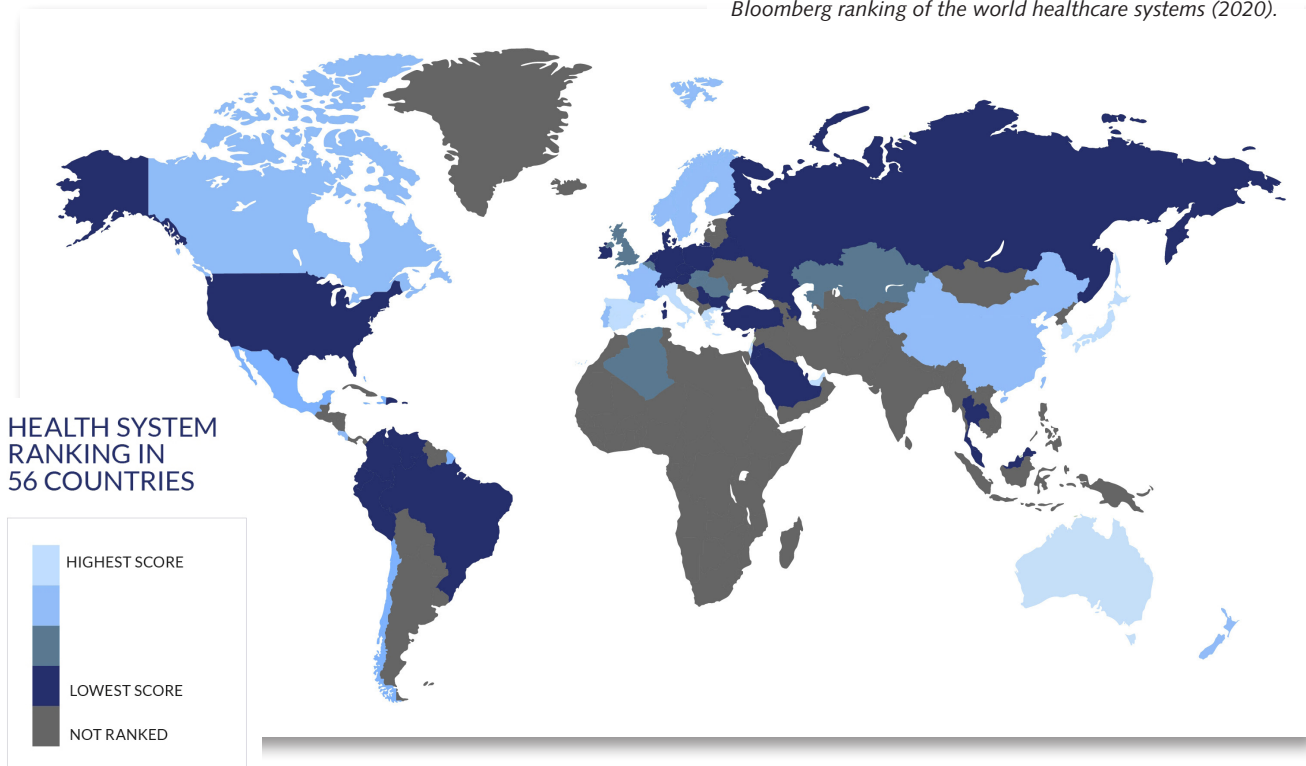 Bloomberg ranking of the world healthcare systems (2020).
HEALTH SYSTEM
RANKING IN
56 COUNTRIES
HIGHEST SCORE
LOWEST SCORE
NOT RANKED